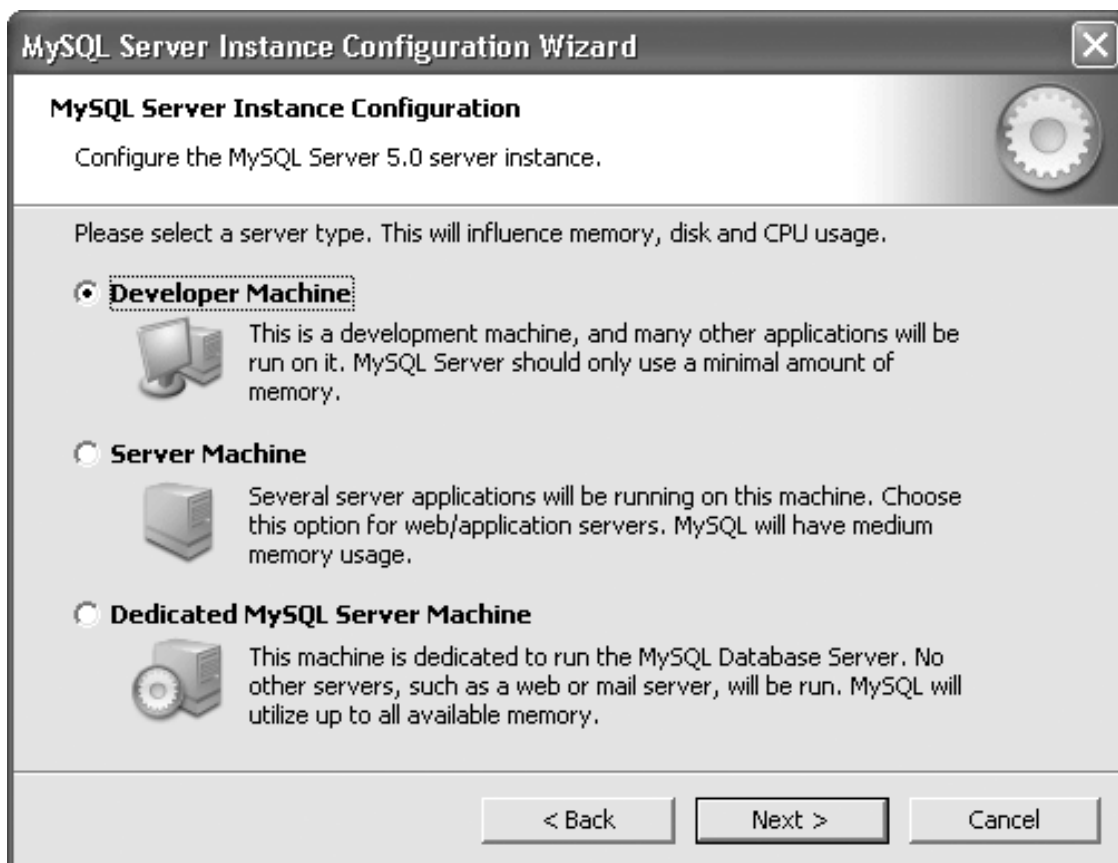 MySQL Server Instance Configuration Wizard
MySQL Server Instance Configuration
Configure the MySQL Server 5.0 server instance.
Please select a server type. This will influence memory, disk and CPU usage.
Developer Machine
This is a development machine, and many other applications will be
run on it. MySQL Server should only use a minimal amount of
memory.
Server Machine
Several server applications will be running on this machine. Choose
this option for web/application servers. MySQL will have medium
memory usage.
Dedicated MySQL Server Machine
This machine is dedicated to run the MySQL Database Server. No
other servers, such as a web or mail server, will be run. MySQL will
utilize up to all available memory.
< Back Next > Cancel